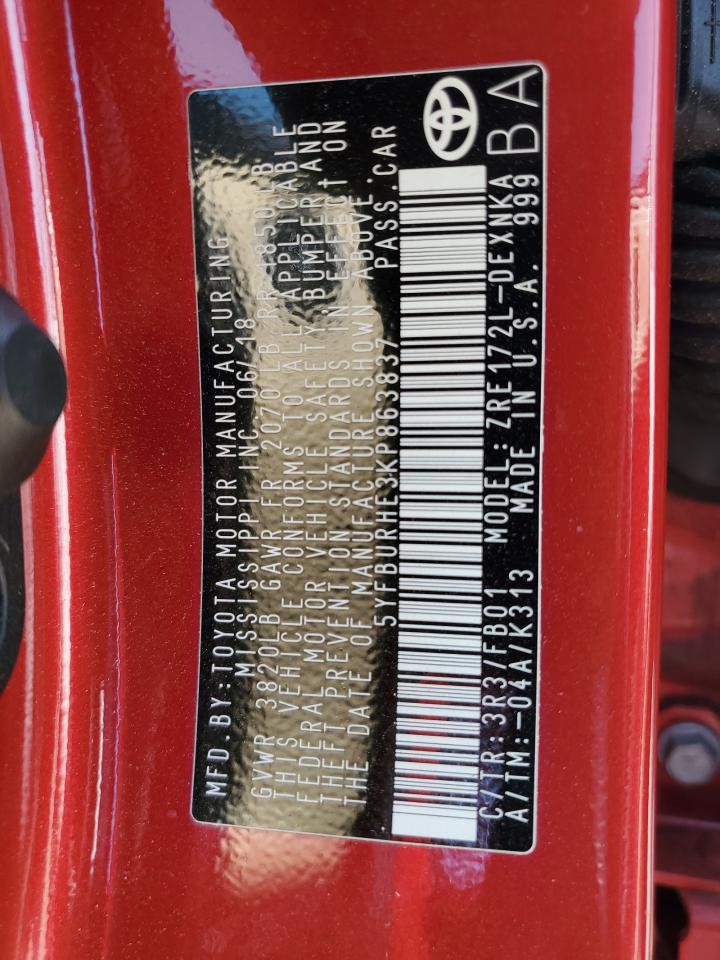 MFD.BY:TOYOTA MOTOR MANUFACTURING
MISSISSIPPI INC. 06/18
GVWR 3820LB GAWR FR 2070LB RR 1850LB
THIS VEHICLE CONFORMS TO ALL APPLICABLE
FEDERAL MOTOR VEHICLE SAFETY,BUMPER AND
THEFT PREVENTION STANDARDS IN EFFECT ON
THE DATE OF MANUFACTURE SHOWN ABOVE.
5YFBURHE3KP863837 PASS.CAR
C/TR:3R3/FB01 MODEL:ZRE172L-DEXNKA
A/TM:-04A/K313 MADE IN U.S.A. 999
BA